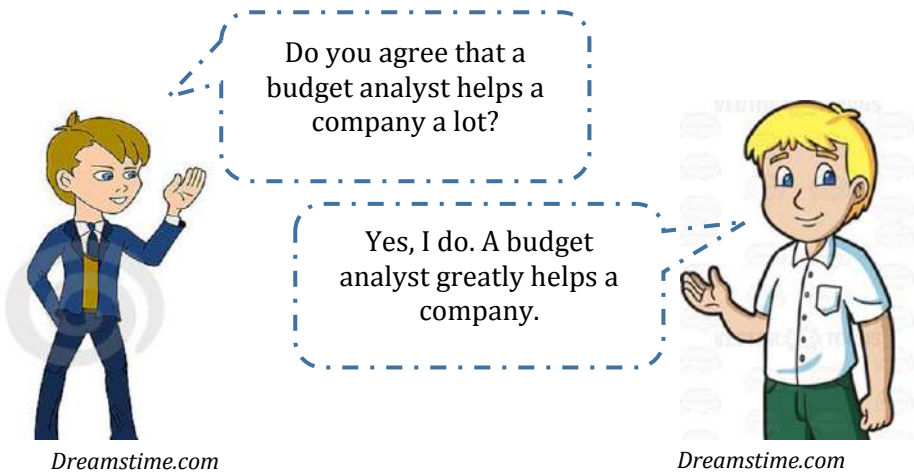 Do you agree that a
budget analyst helps a
company a lot?
Yes, I do. A budget
analyst greatly helps a
company.
Dreamstime.com
Dreamstime.com